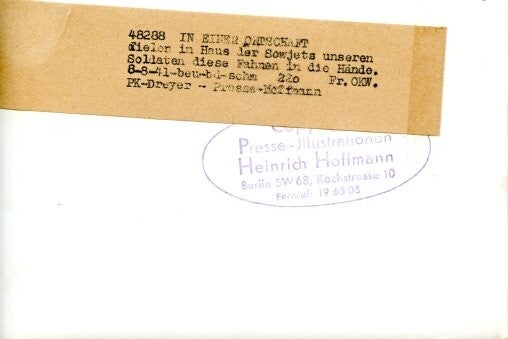 48288 IN EINER ORTSCHAFT
fielen im Haus der Sowjets unseren
Soldaten diese Fahnen in die Hände.
8-8-41-beu-bd-schm 220 Fr. OKW.
PK-Dreyer - Presse-Hoffmann
Presse-Illustrationen
Heinrich Hoffmann
Berlin SW 68, Kochstrasse 10
Fernruf: 19 65 05